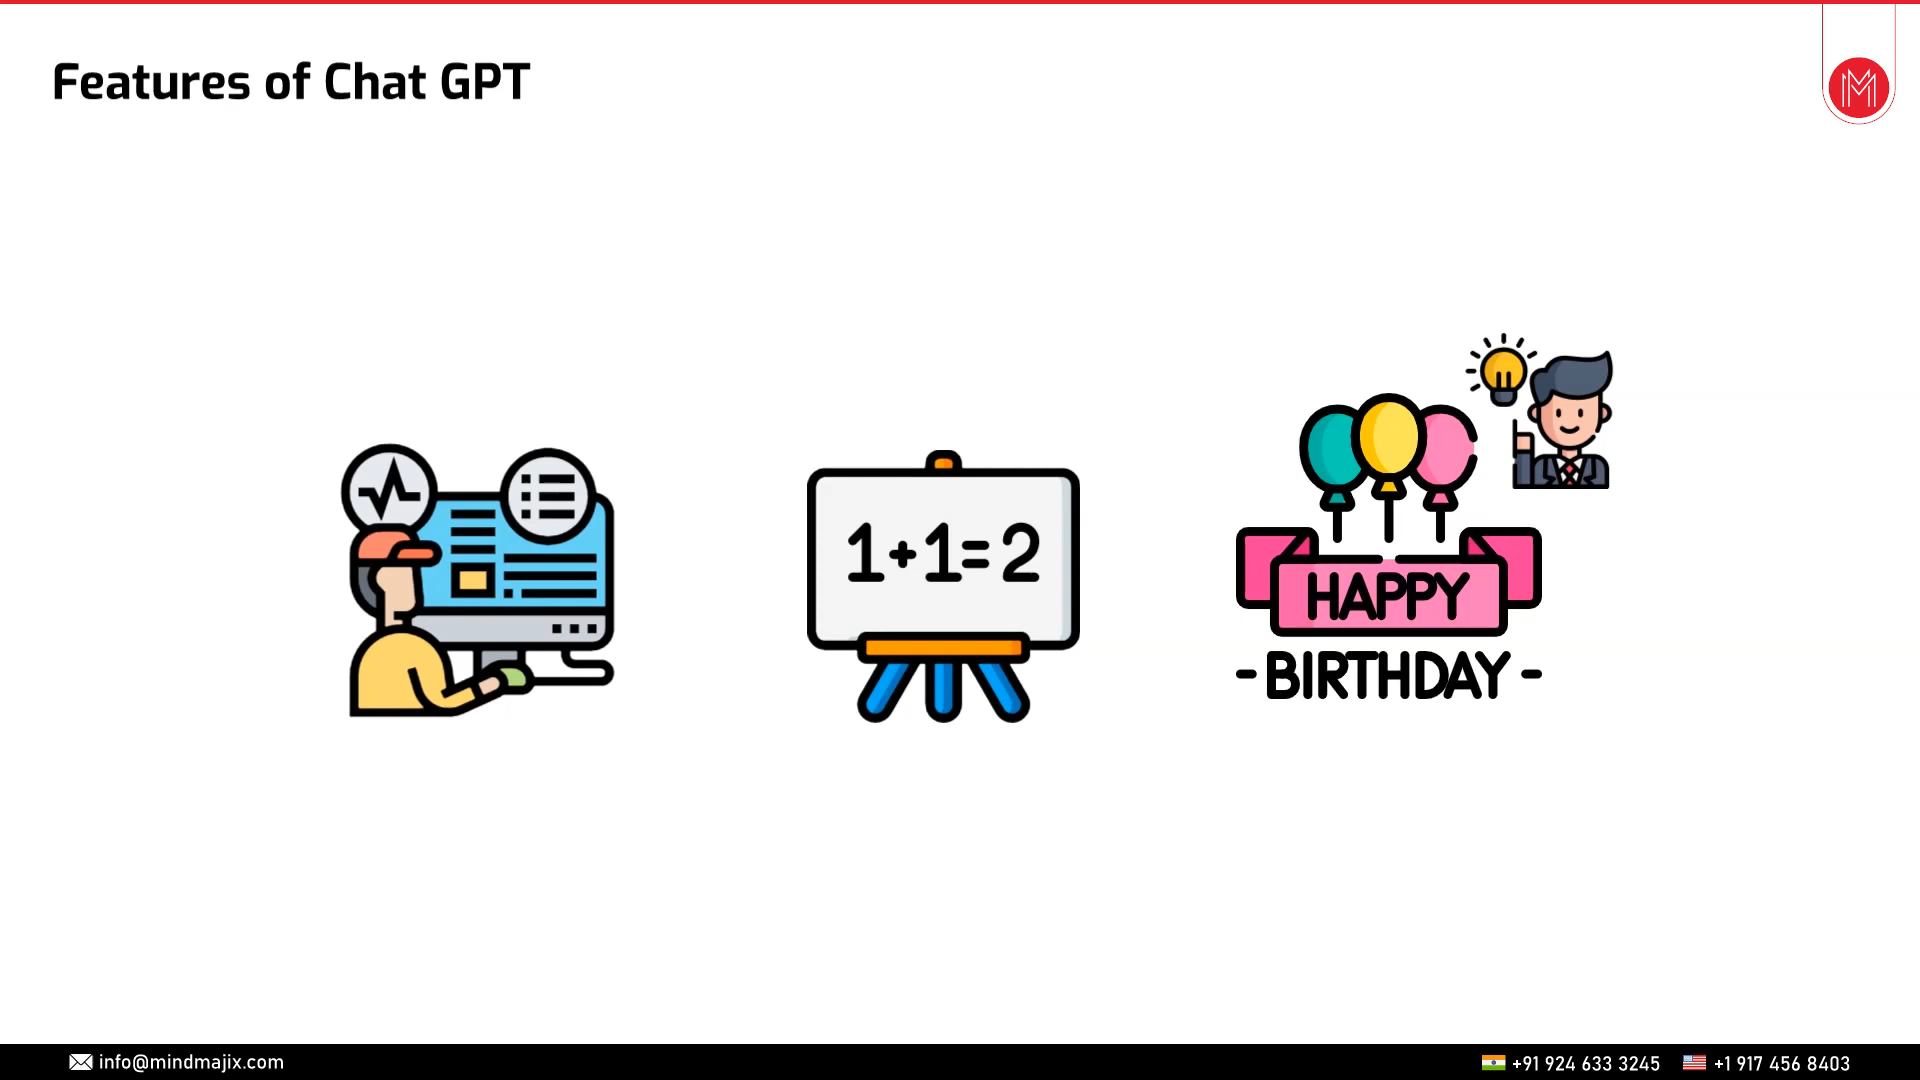 Features of Chat GPT
M
1+1=2
HAPPY
-BIRTHDAY-
info@mindmajix.com
+91 924 633 3245
+1 917 456 8403